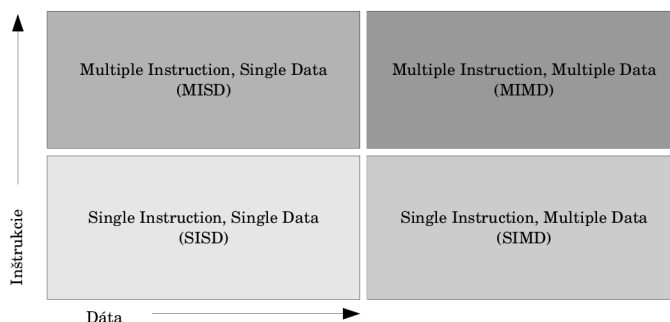 Multiple Instruction, Single Data
(MISD)
Multiple Instruction, Multiple Data
(MIMD)
Single Instruction, Single Data
(SISD)
Single Instruction, Multiple Data
(SIMD)
Inštrukcie
Dáta